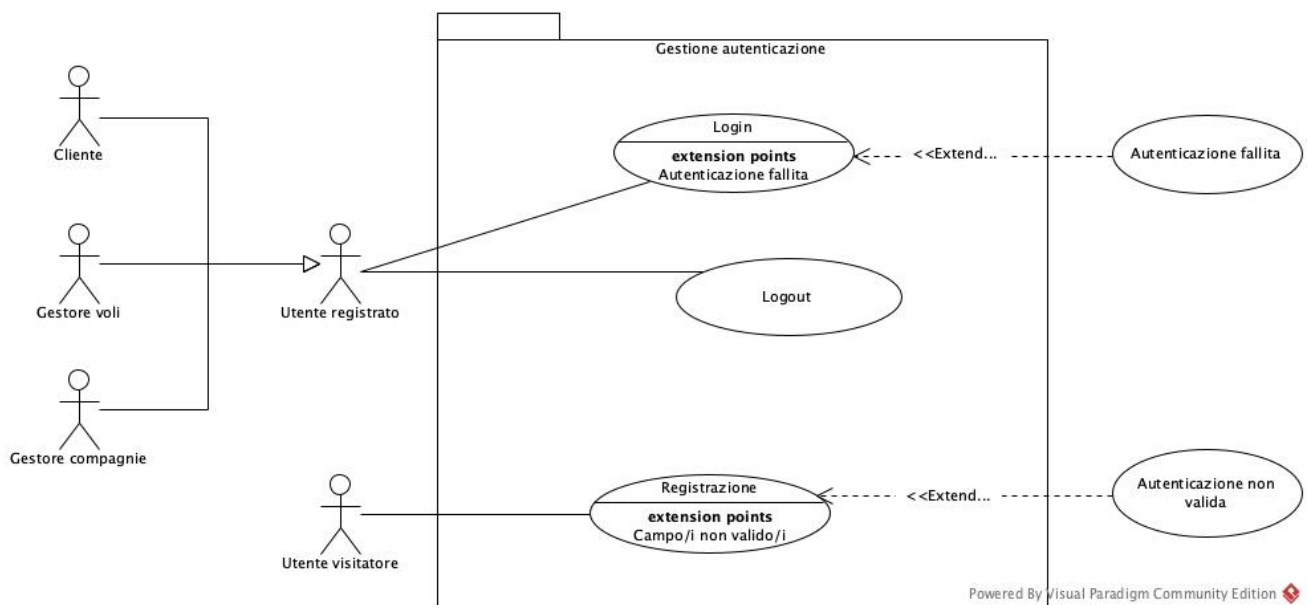 Gestione autenticazione
Cliente
Login
extension points
Autenticazione fallita
<<Extend...
Autenticazione fallita
Gestore voli
Utente registrato
Logout
Gestore compagnie
Utente visitatore
Registrazione
extension points
Campo/i non valido/i
<<Extend...
Autenticazione non
valida
Powered By Visual Paradigm Community Edition